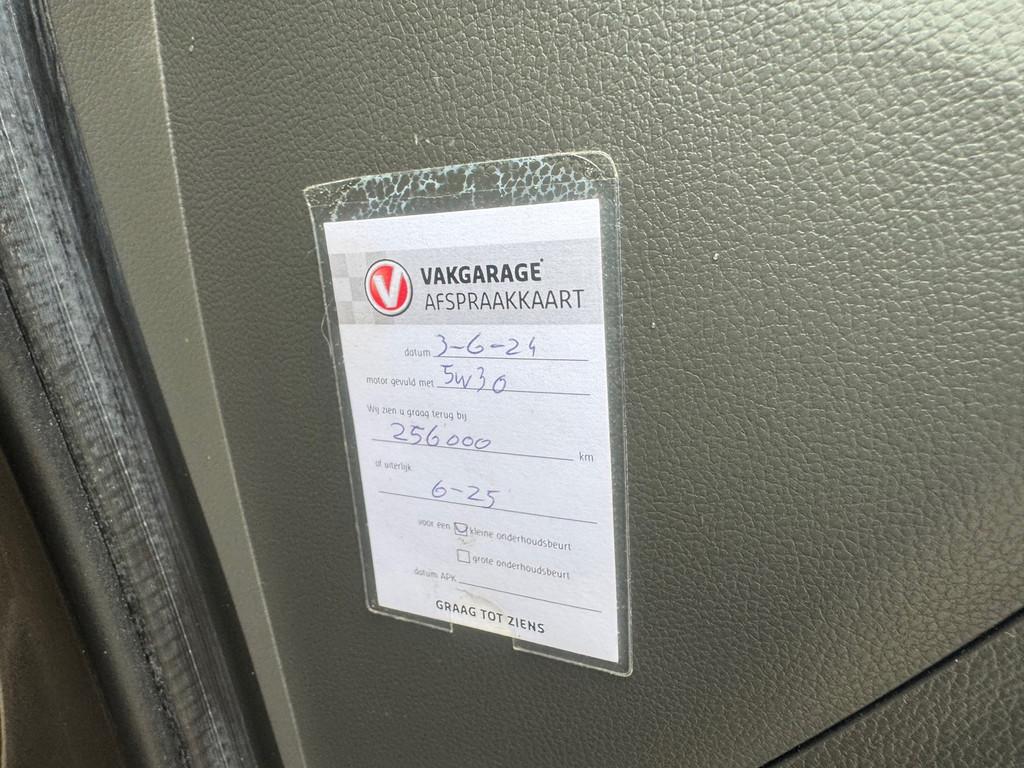 V
VAKGARAGE
AFSPRAAKKAART
datum 3-6-24
motor gevuld met 5w30
Wij zien u graag terug bij
256000 km
of uiterlijk
6-25
voor een kleine onderhoudsbeurt
grote onderhoudsbeurt
datum APK
GRAAG TOT ZIENS